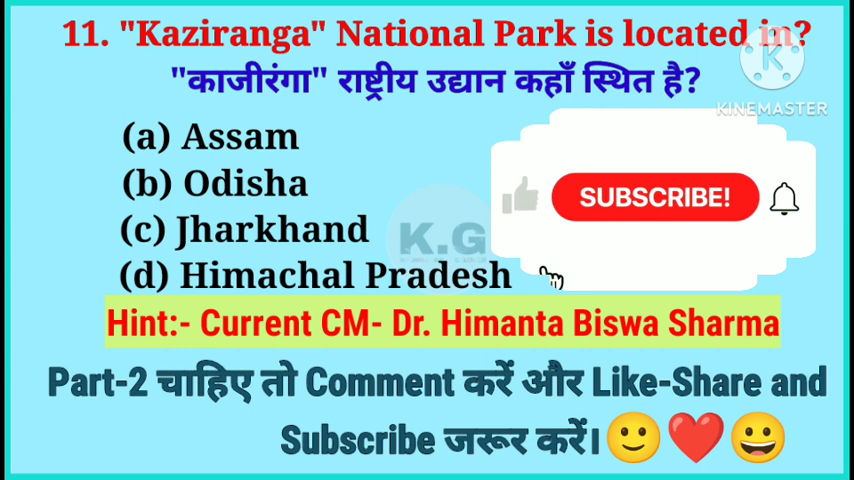 11. "Kaziranga" National Park is located in?
KINEMASTER
"काजीरंगा" राष्ट्रीय उद्यान कहाँ स्थित है?
(a) Assam
(b) Odisha
(c) Jharkhand
(d) Himachal Pradesh
K.G
SUBSCRIBE!
Hint:- Current CM- Dr. Himanta Biswa Sharma
Part-2 चाहिए तो Comment करें और Like-Share and
Subscribe जरूर करें।